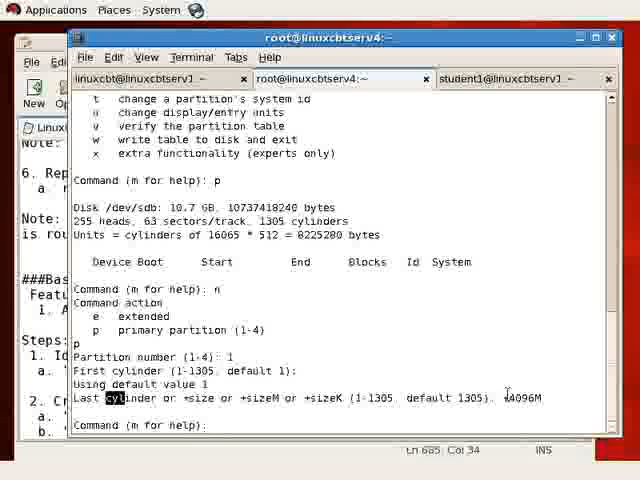 Applications Places System
root@linuxcbtserv4:~
File Edit View Terminal Tabs Help
linuxcbt@linuxcbtserv1 ~
root@linuxcbtserv4:~
student1@linuxcbtserv1 ~
t change a partition's system id
u change display/entry units
v verify the partition table
w write table to disk and exit
x extra functionality (experts only)
Command (m for help): p
Disk /dev/sdb: 10.7 GB, 10737418240 bytes
255 heads, 63 sectors/track, 1305 cylinders
Units = cylinders of 16065 * 512 = 8225280 bytes
Device Boot Start End Blocks Id System
Command (m for help): n
Command action
e extended
p primary partition (1-4)
p
Partition number (1-4): 1
First cylinder (1-1305, default 1):
Using default value 1
Last cylinder or +size or +sizeM or +sizeK (1-1305, default 1305): +4096M
Command (m for help):
File
New
Note:
6. Rep
a
Note:
is rou
###Bas
Featu
1. A
Steps:
1. Id
a.
2. Cr
Ln 685, Col 34 INS